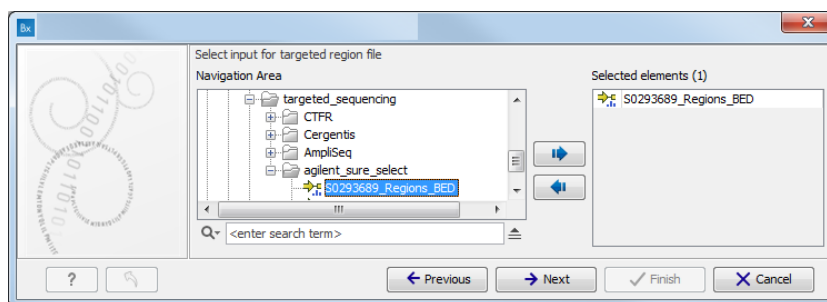 Bx
Select input for targeted region file
Navigation Area
targeted_sequencing
CTFR
Cergentis
AmpliSeq
agilent_sure_select
S0293689_Regions_BED
<enter search term>
Selected elements (1)
S0293689_Regions_BED
?
Previous
Next
Finish
Cancel